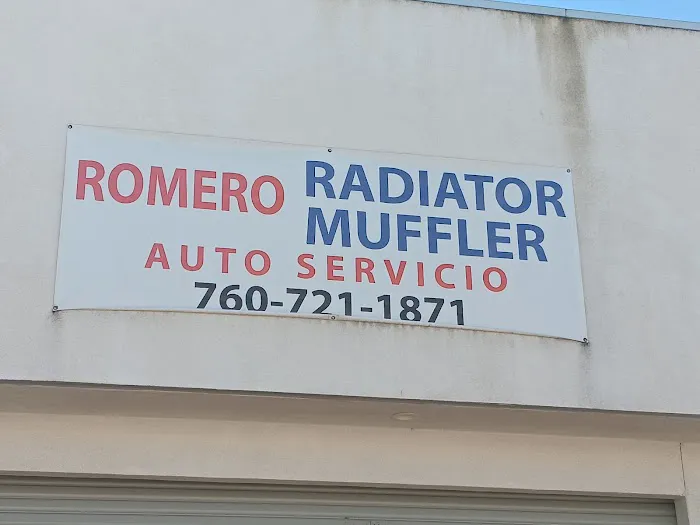 ROMERO RADIATOR
MUFFLER
AUTO SERVICIO
760-721-1871